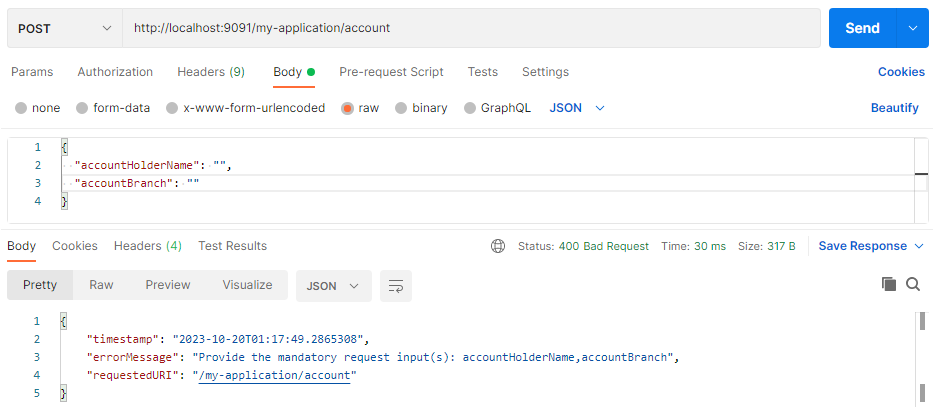 POST http://localhost:9091/my-application/account Send
Params Authorization Headers (9) Body Pre-request Script Tests Settings Cookies
none form-data x-www-form-urlencoded raw binary GraphQL JSON Beautify
1 {
2 "accountHolderName": "",
3 "accountBranch": ""
4 }
Body Cookies Headers (4) Test Results Status: 400 Bad Request Time: 30 ms Size: 317 B Save Response
Pretty Raw Preview Visualize JSON
1 {
2 "timestamp": "2023-10-20T01:17:49.2865308",
3 "errorMessage": "Provide the mandatory request input(s): accountHolderName,accountBranch",
4 "requestedURI": "/my-application/account"
5 }